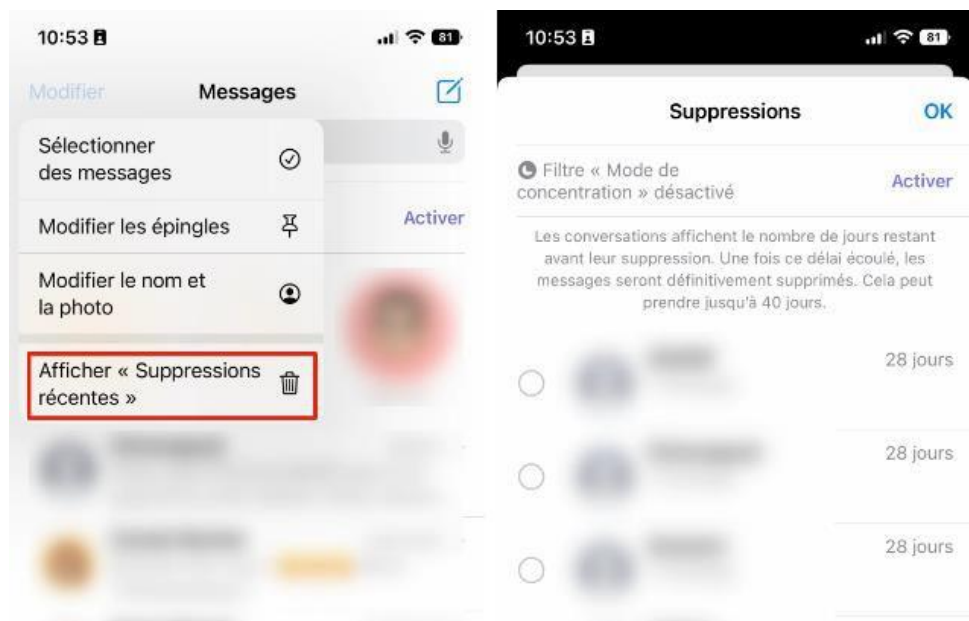 10:53
81
Modifier
Messages
Sélectionner
des messages
Modifier les épingles
Activer
Modifier le nom et
la photo
Afficher « Suppressions
récentes »
10:53
81
Suppressions
OK
Filtre « Mode de
concentration » désactivé
Activer
Les conversations affichent le nombre de jours restant
avant leur suppression. Une fois ce délai écoulé, les
messages seront définitivement supprimés. Cela peut
prendre jusqu'à 40 jours.
28 jours
28 jours
28 jours